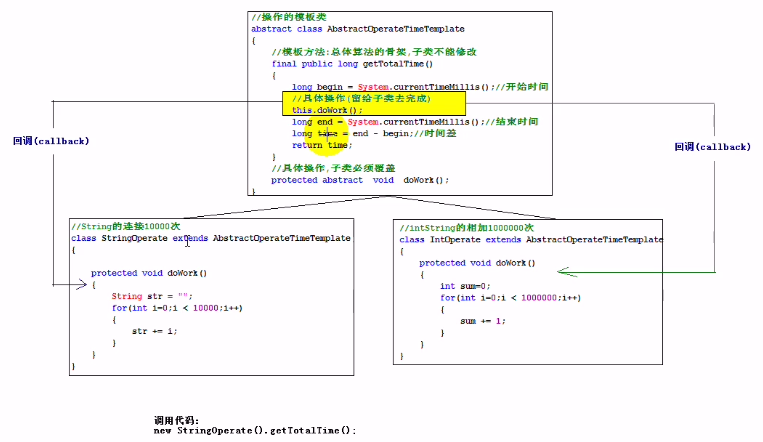 //操作的模板类
abstract class AbstractOperateTimeTemplate
{
//模板方法:总体算法的骨架,子类不能修改
final public long getTotalTime()
{
long begin = System.currentTimeMillis();//开始时间
//具体操作(留给子类去完成)
this.doWork();
long end = System.currentTimeMillis();//结束时间
long time = end - begin;//时间差
return time;
}
//具体操作,子类必须覆盖
protected abstract void doWork();
}
回调(callback)
回调(callback)
//String的连接10000次
class StringOperate extends AbstractOperateTimeTemplate
{
protected void doWork()
{
String str = "";
for(int i=0;i < 10000;i++)
{
str += i;
}
}
}
//intString的相加1000000次
class IntOperate extends AbstractOperateTimeTemplate
{
protected void doWork()
{
int sum=0;
for(int i=0;i < 1000000;i++)
{
sum += 1;
}
}
}
调用代码:
new StringOperate().getTotalTime();